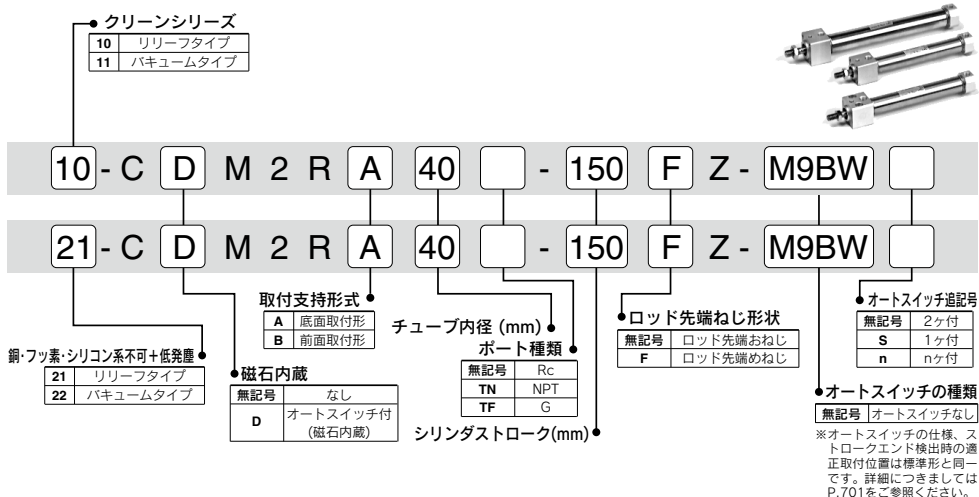 クリーンシリーズ
10 リリーフタイプ
11 バキュームタイプ
10 - C D M 2 R A 40 - 150 F Z - M9BW
21 - C D M 2 R A 40 - 150 F Z - M9BW
銅・フッ素・シリコン系不可+低発塵
21 リリーフタイプ
22 バキュームタイプ
磁石内蔵
無記号 なし
D オートスイッチ付
(磁石内蔵)
取付支持形式
A 底面取付形
B 前面取付形
チューブ内径 (mm)
ポート種類
無記号 Rc
TN NPT
TF G
シリンダストローク(mm)
ロッド先端ねじ形状
無記号 ロッド先端おねじ
F ロッド先端めねじ
オートスイッチ追記号
無記号 2ヶ付
S 1ヶ付
n nヶ付
オートスイッチの種類
無記号 オートスイッチなし
※オートスイッチの仕様、ス
トロークエンド検出時の適
正取付位置は標準形と同一
です。詳細につきましては
P.701をご参照ください。